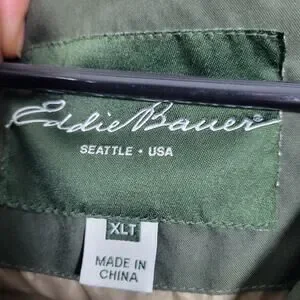 Eddie Bauer®
SEATTLE • USA
XLT
MADE IN
CHINA